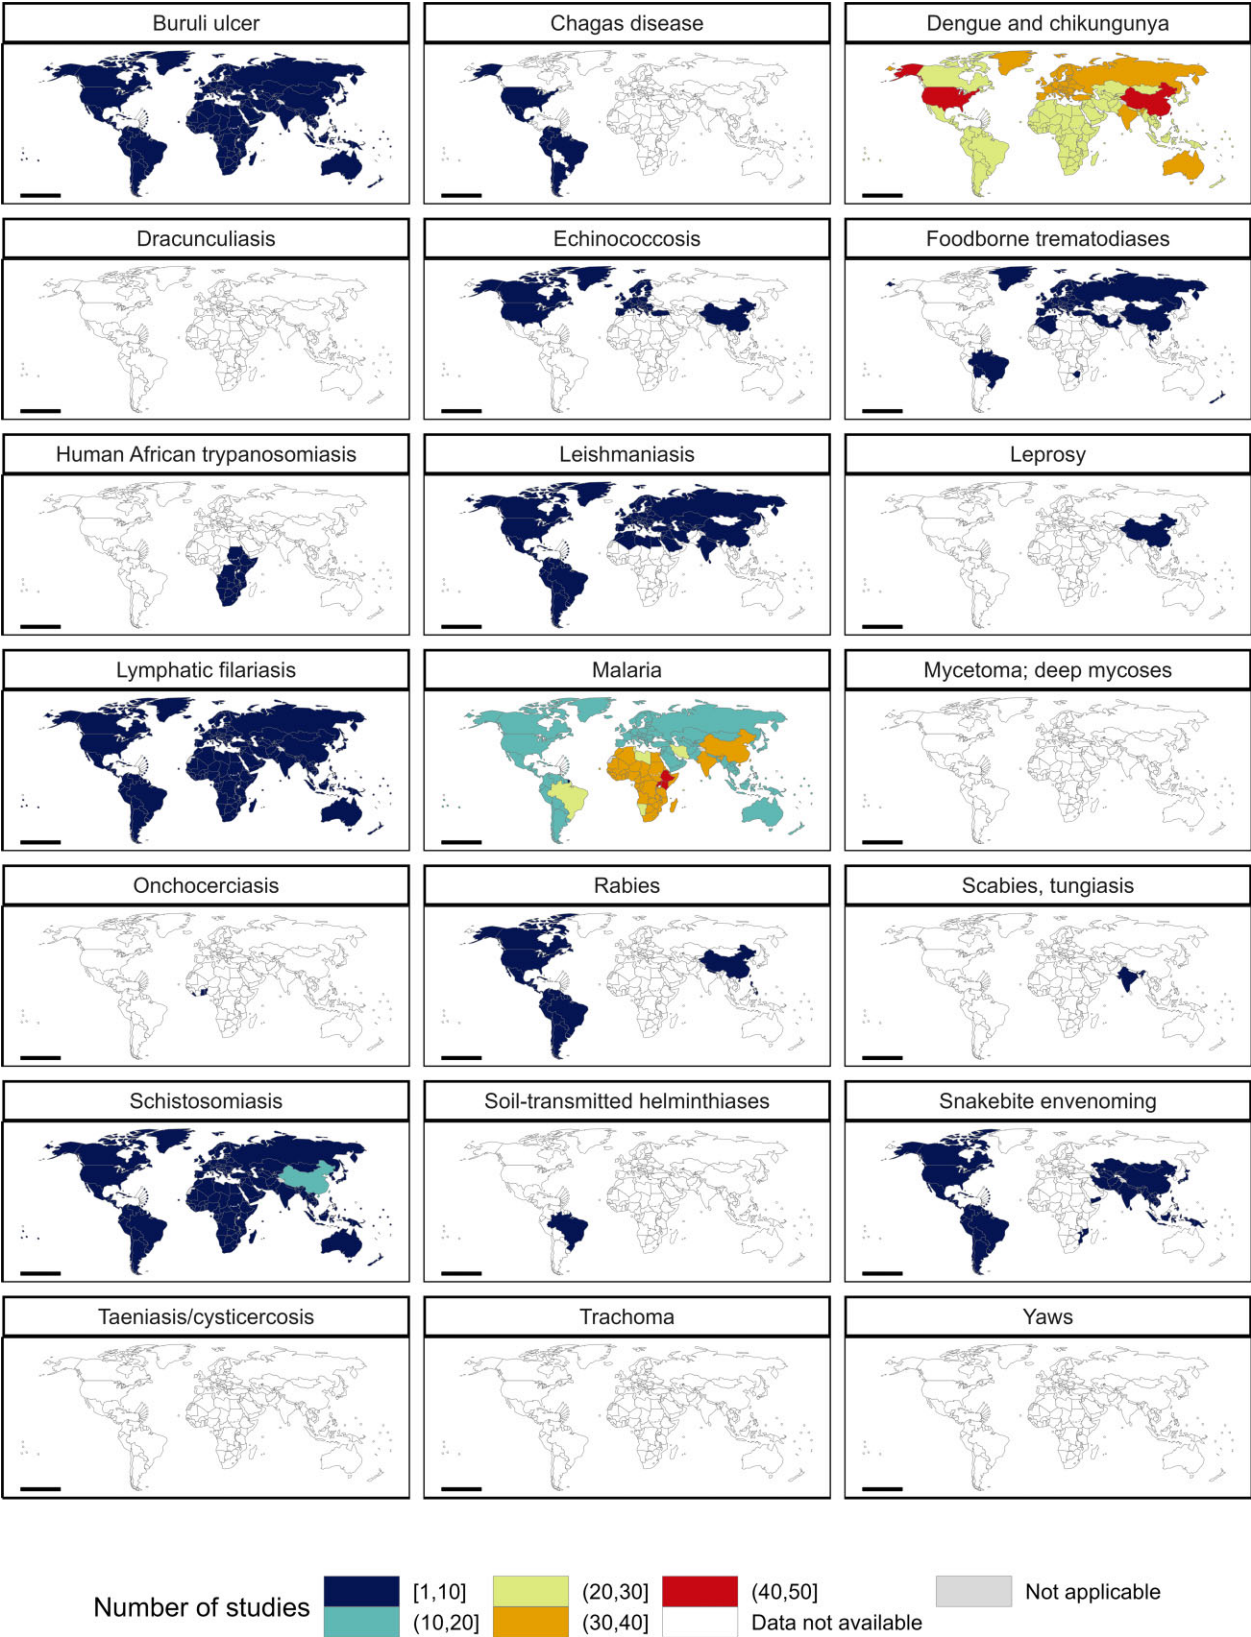 Buruli ulcer
Chagas disease
Dengue and chikungunya
Dracunculiasis
Echinococcosis
Foodborne trematodiases
Human African trypanosomiasis
Leishmaniasis
Leprosy
Lymphatic filariasis
Malaria
Mycetoma; deep mycoses
Onchocerciasis
Rabies
Scabies, tungiasis
Schistosomiasis
Soil-transmitted helminthiases
Snakebite envenoming
Taeniasis/cysticercosis
Trachoma
Yaws
Number of studies
[1,10]
(20,30]
(40,50]
Not applicable
(10,20]
(30,40]
Data not available